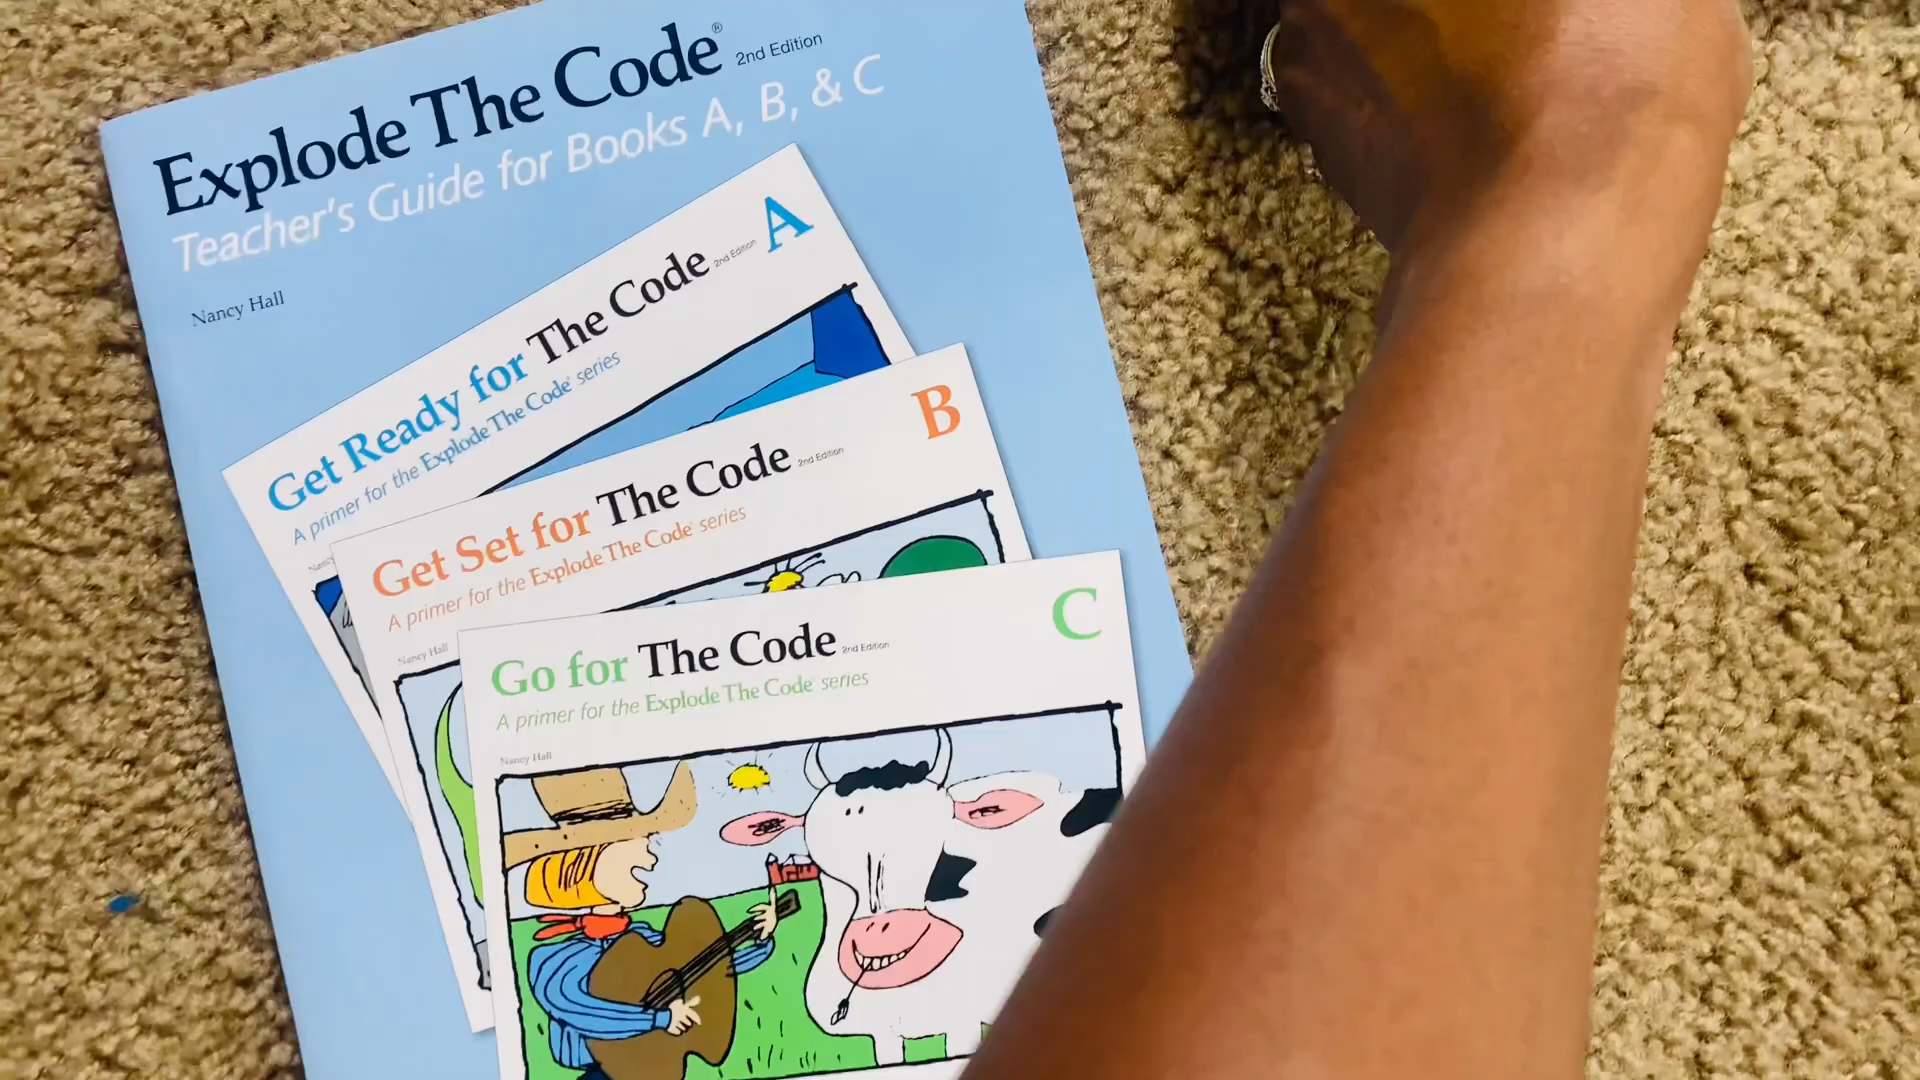 Explode The Code® 2nd Edition
Teacher's Guide for Books A, B, & C
Nancy Hall
A
Get Ready for The Code 2nd Edition
A primer for the Explode The Code® series
Nancy
B
Get Set for The Code 2nd Edition
A primer for the Explode The Code® series
Nancy Hall
C
Go for The Code 2nd Edition
A primer for the Explode The Code® series
Nancy Hall